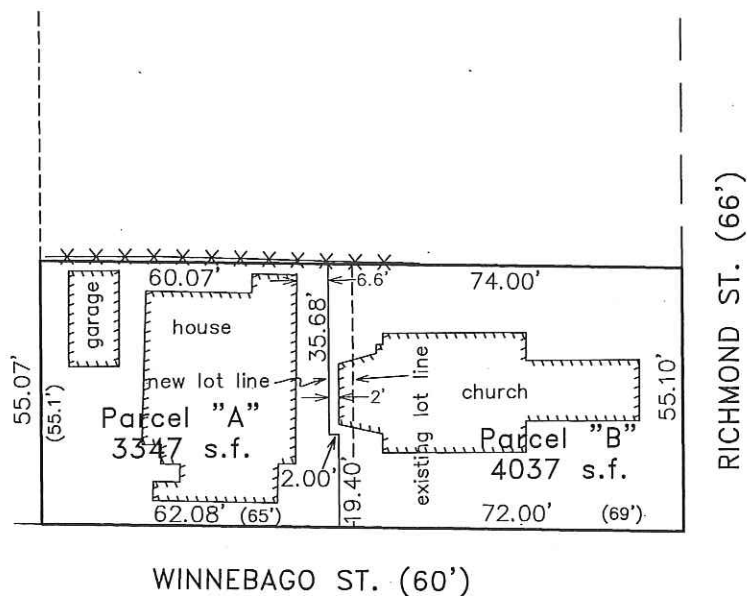 60.07'
6.6'
74.00'
garage
house
35.68'
RICHMOND ST. (66')
new lot line
existing lot line
church
2'
55.07'
(55.1')
55.10'
Parcel "A"
3347 s.f.
Parcel "B"
4037 s.f.
2.00'
19.40'
62.08' (65')
72.00' (69')
WINNEBAGO ST. (60')